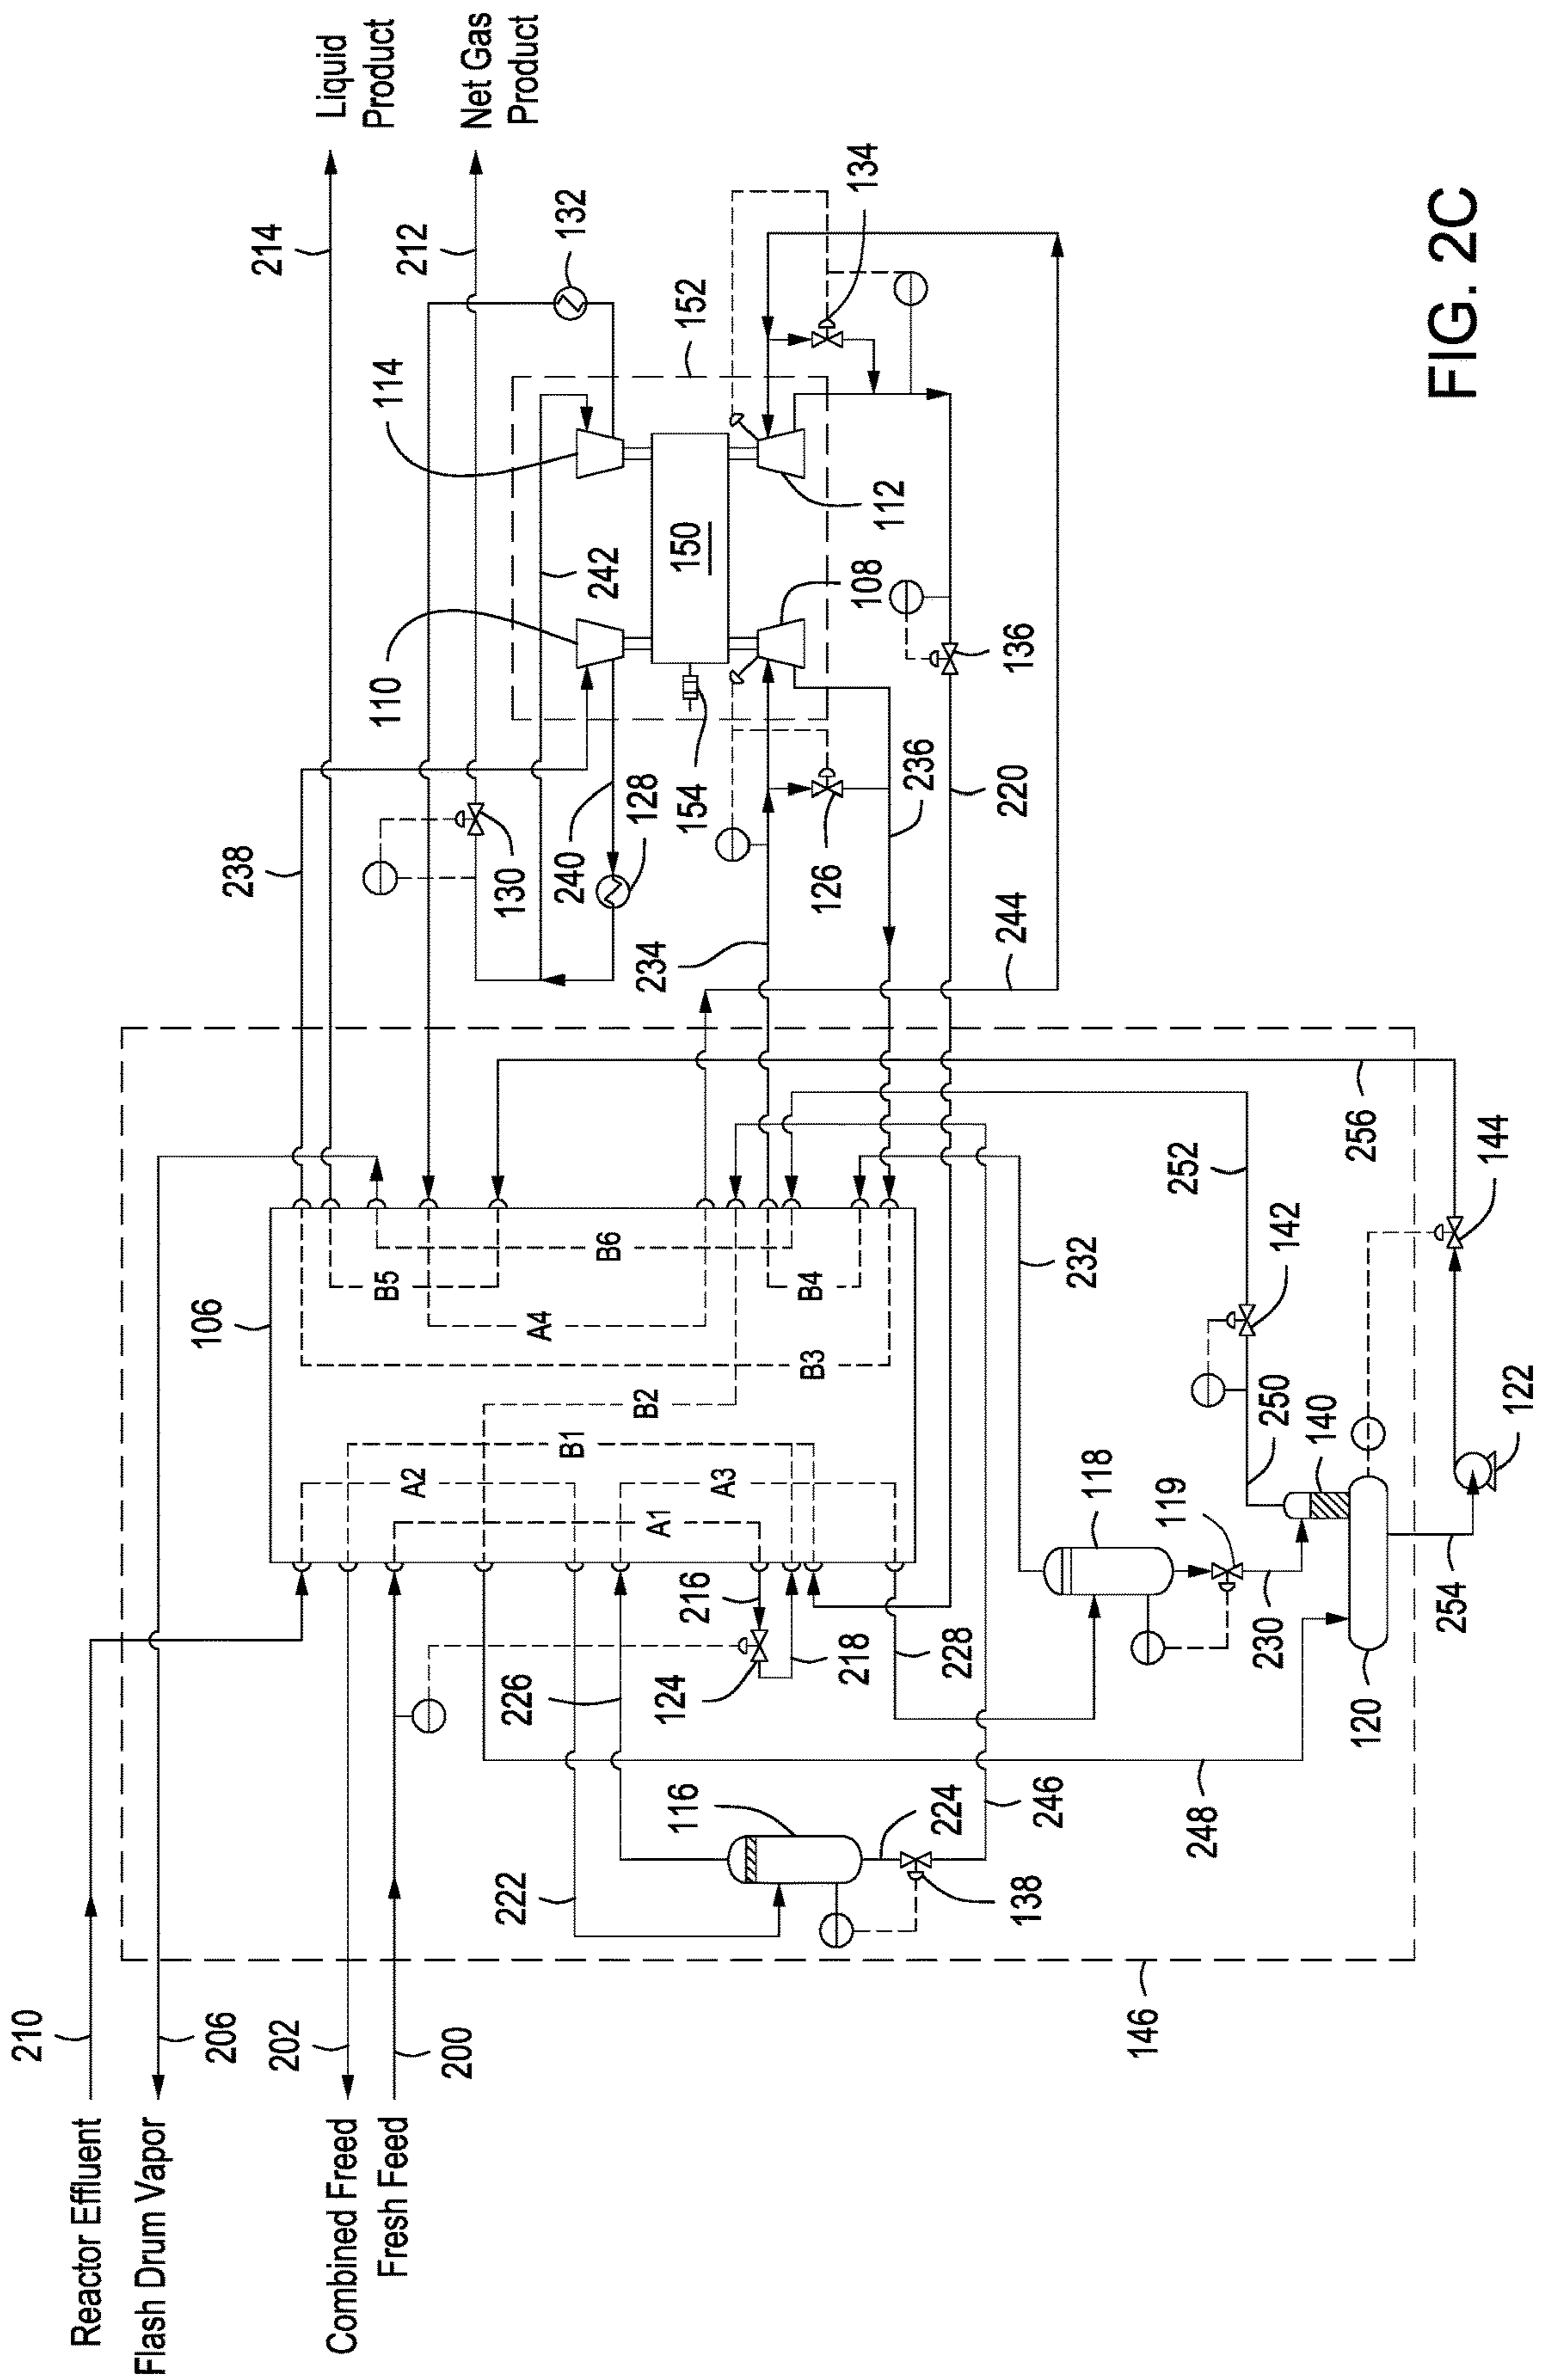 210
Reactor Effluent
Flash Drum Vapor
206
Combined Freed
202
Fresh Feed
200
106
238
214
Liquid
Product
212
Net Gas
Product
110
114
132
A2
B5
222
226
216
A1
B1
B2
A4
B6
130
240
242
128
152
116
124
218
A3
B3
B4
234
154
150
224
228
126
236
108
112
134
138
246
244
220
136
118
232
146
248
119
230
250
252
140
142
120
254
122
144
256
FIG. 2C